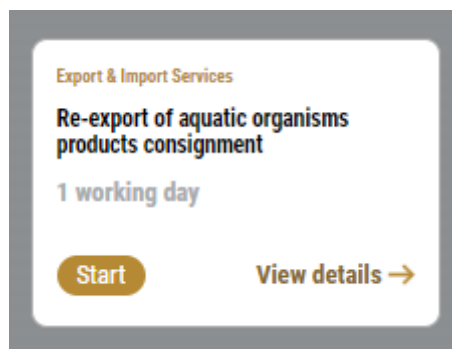 Export & Import Services
Re-export of aquatic organisms
products consignment
1 working day
Start
View details →